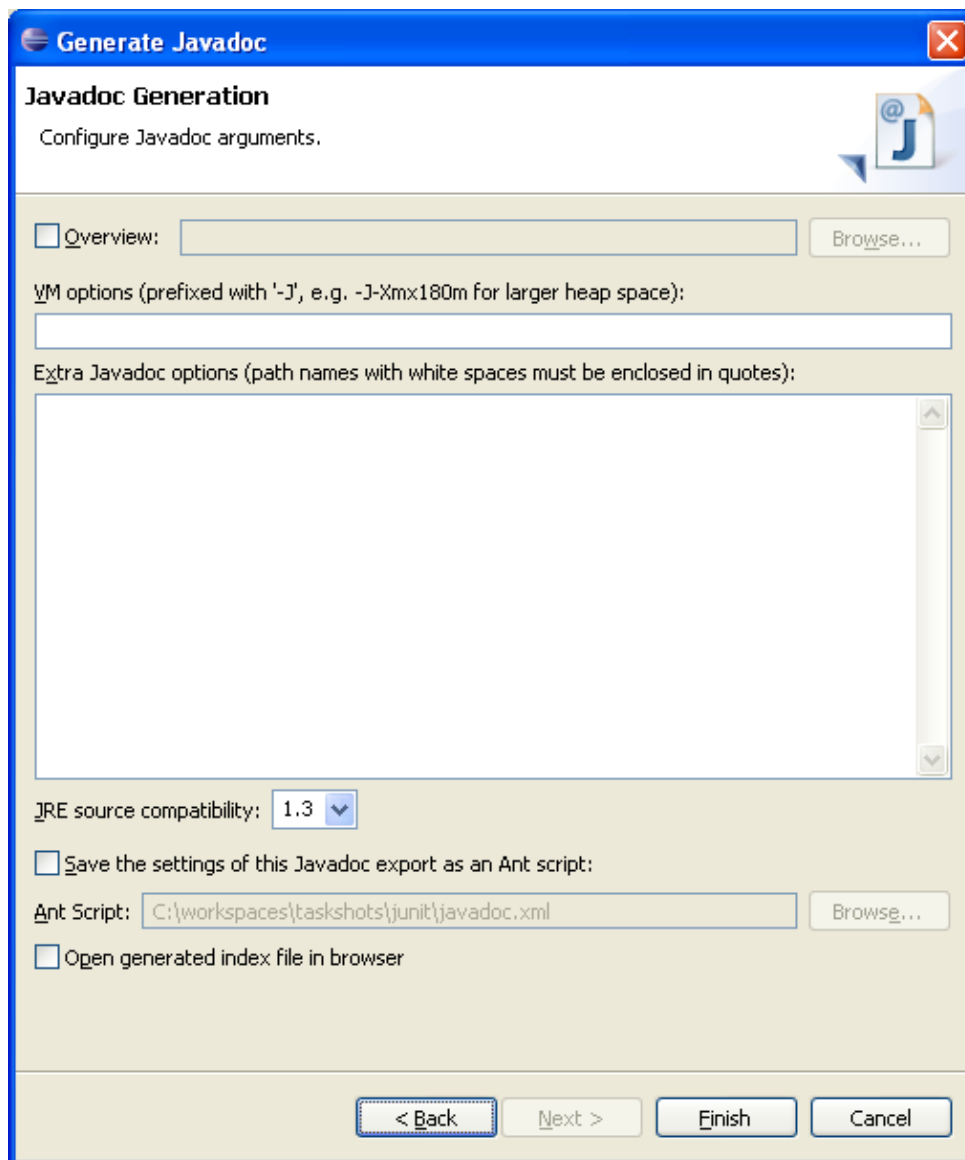 Generate Javadoc
Javadoc Generation
Configure Javadoc arguments.
@
J
Overview: Browse...
VM options (prefixed with '-J', e.g. -J-Xmx180m for larger heap space):
Extra Javadoc options (path names with white spaces must be enclosed in quotes):
JRE source compatibility: 1.3
Save the settings of this Javadoc export as an Ant script:
Ant Script: C:\workspaces\taskshots\junit\javadoc.xml Browse...
Open generated index file in browser
< Back Next > Finish Cancel